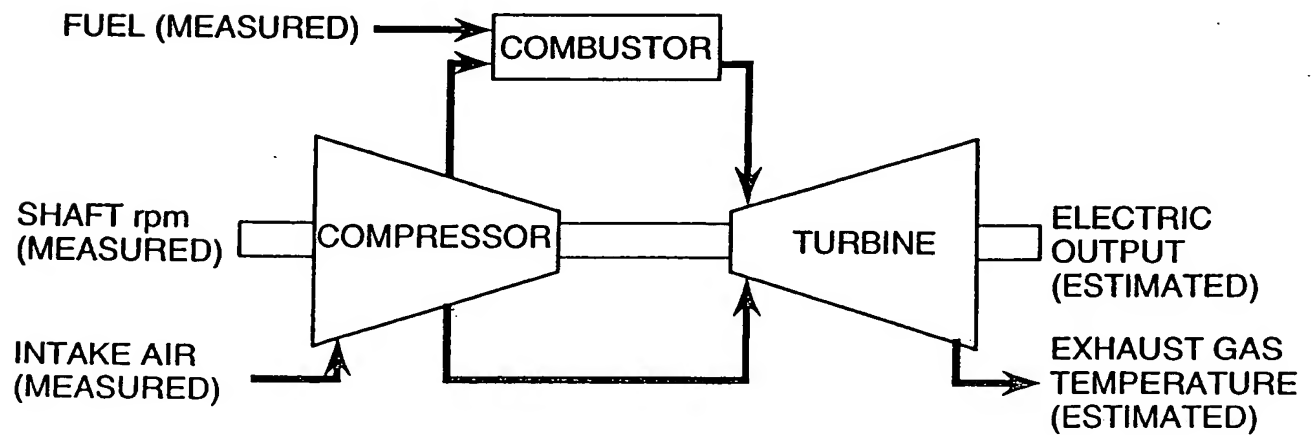 FUEL (MEASURED)
COMBUSTOR
SHAFT rpm
(MEASURED)
COMPRESSOR
TURBINE
ELECTRIC
OUTPUT
(ESTIMATED)
INTAKE AIR
(MEASURED)
EXHAUST GAS
TEMPERATURE
(ESTIMATED)